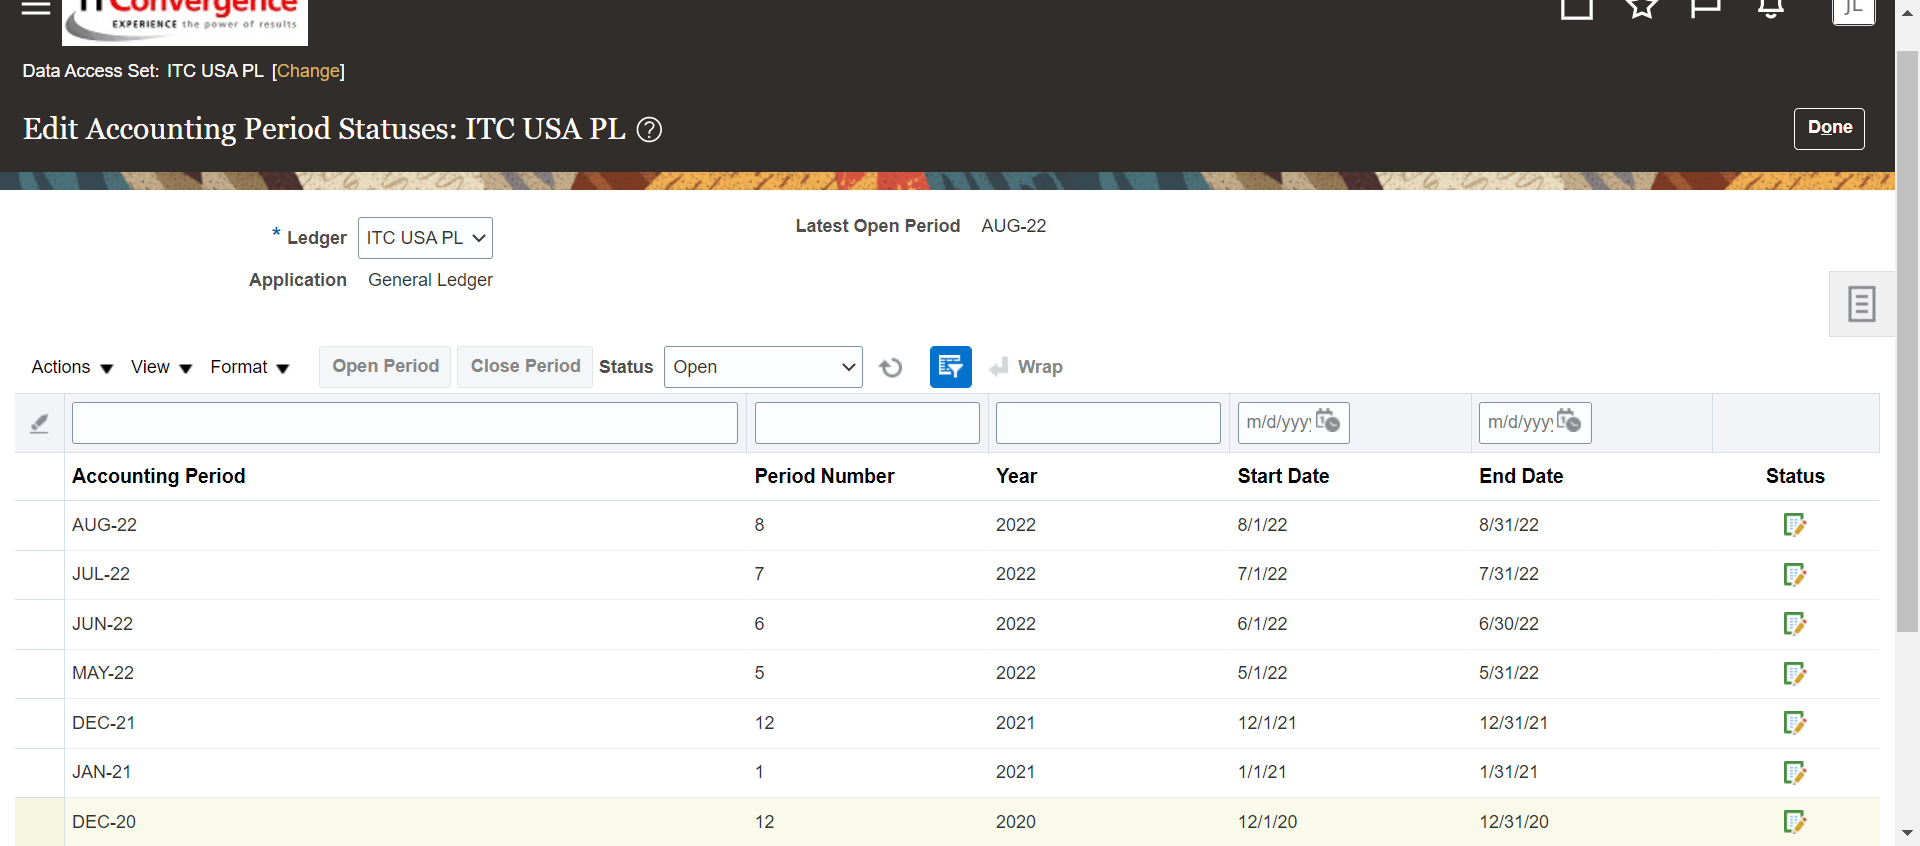 Convergence
EXPERIENCE the power of results
JL
Data Access Set: ITC USA PL [Change]
Edit Accounting Period Statuses: ITC USA PL ?
Done
* Ledger ITC USA PL
Latest Open Period AUG-22
Application General Ledger
Actions View Format Open Period Close Period Status Open Wrap
m/d/yyyy m/d/yyyy
Accounting Period Period Number Year Start Date End Date Status
AUG-22 8 2022 8/1/22 8/31/22
JUL-22 7 2022 7/1/22 7/31/22
JUN-22 6 2022 6/1/22 6/30/22
MAY-22 5 2022 5/1/22 5/31/22
DEC-21 12 2021 12/1/21 12/31/21
JAN-21 1 2021 1/1/21 1/31/21
DEC-20 12 2020 12/1/20 12/31/20